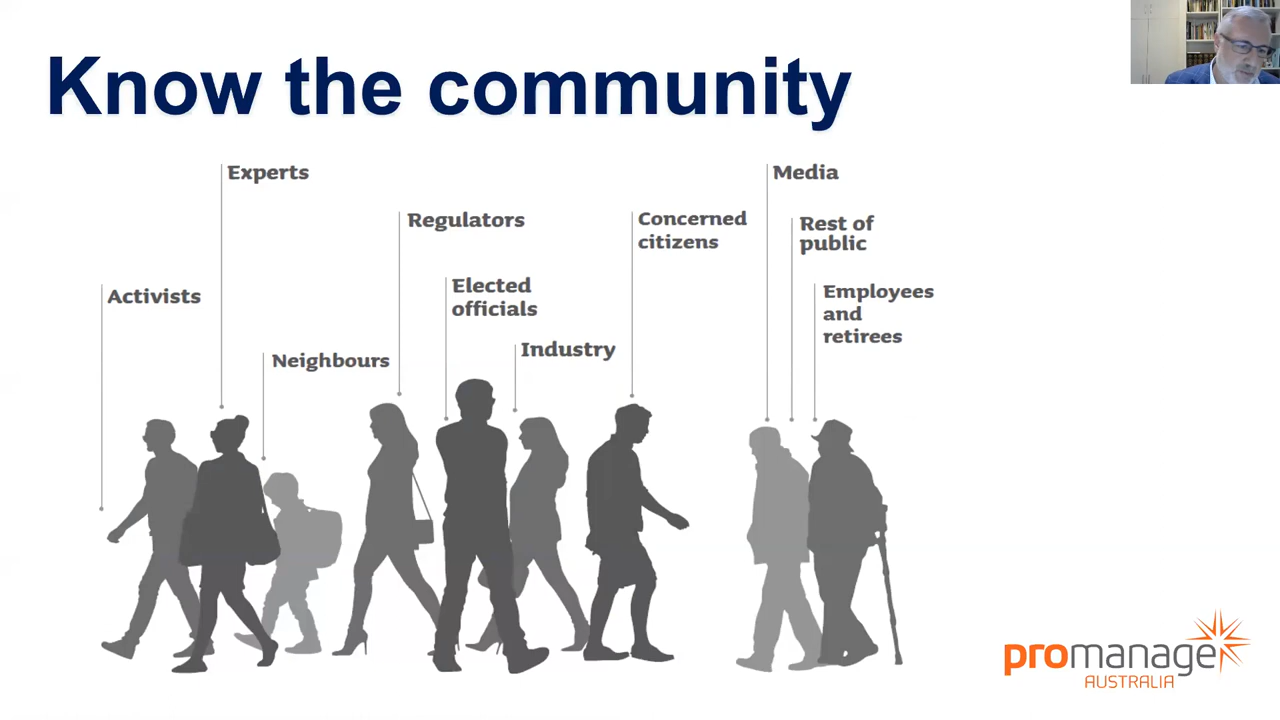 Know the community
Experts
Media
Regulators
Concerned
citizens
Rest of
public
Activists
Elected
officials
Employees
and
retirees
Neighbours
Industry
promanage
AUSTRALIA